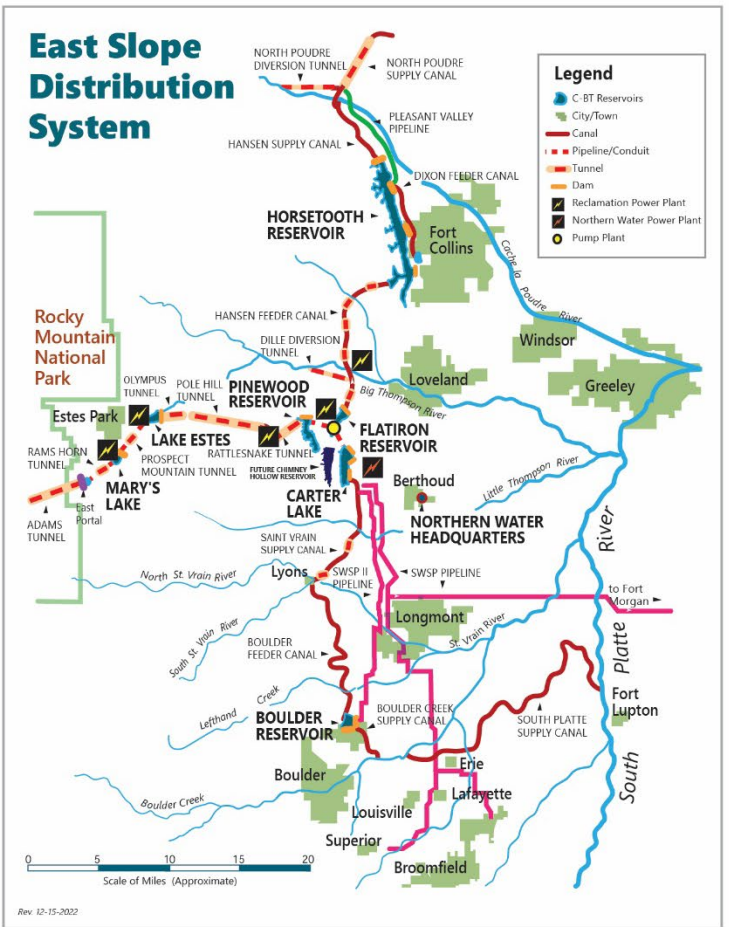 East Slope
Distribution
System
NORTH POUDRE
DIVERSION TUNNEL
NORTH POUDRE
SUPPLY CANAL
PLEASANT VALLEY
PIPELINE
HANSEN SUPPLY CANAL
DIXON FEEDER CANAL
Legend
C-BT Reservoirs
City/Town
Canal
Pipeline/Conduit
Tunnel
Dam
Reclamation Power Plant
Northern Water Power Plant
Pump Plant
HORSETOOTH
RESERVOIR
Fort
Collins
Cache la Poudre River
Rocky
Mountain
National
Park
HANSEN FEEDER CANAL
DILLE DIVERSION
TUNNEL
Windsor
Loveland
Greeley
Big Thompson River
OLYMPUS
TUNNEL
POLE HILL
TUNNEL
PINEWOOD
RESERVOIR
Estes Park
LAKE ESTES
FLATIRON
RESERVOIR
RAMS HORN
TUNNEL
PROSPECT
MOUNTAIN TUNNEL
RATTLESNAKE TUNNEL
FUTURE CHIMNEY
HOLLOW RESERVOIR
MARY'S
LAKE
East
Portal
ADAMS
TUNNEL
CARTER
LAKE
Berthoud
Little Thompson River
NORTHERN WATER
HEADQUARTERS
SAINT VRAIN
SUPPLY CANAL
North St. Vrain River
Lyons
SWSP II
PIPELINE
SWSP PIPELINE
to Fort
Morgan
South St. Vrain River
Longmont
St. Vrain River
BOULDER
FEEDER CANAL
Lefthand Creek
BOULDER
RESERVOIR
BOULDER CREEK
SUPPLY CANAL
SOUTH PLATTE
SUPPLY CANAL
Fort
Lupton
South Platte River
Boulder
Erie
Lafayette
Boulder Creek
Louisville
Superior
Broomfield
0 5 10 15 20
Scale of Miles (Approximate)
Rev 12-15-2022